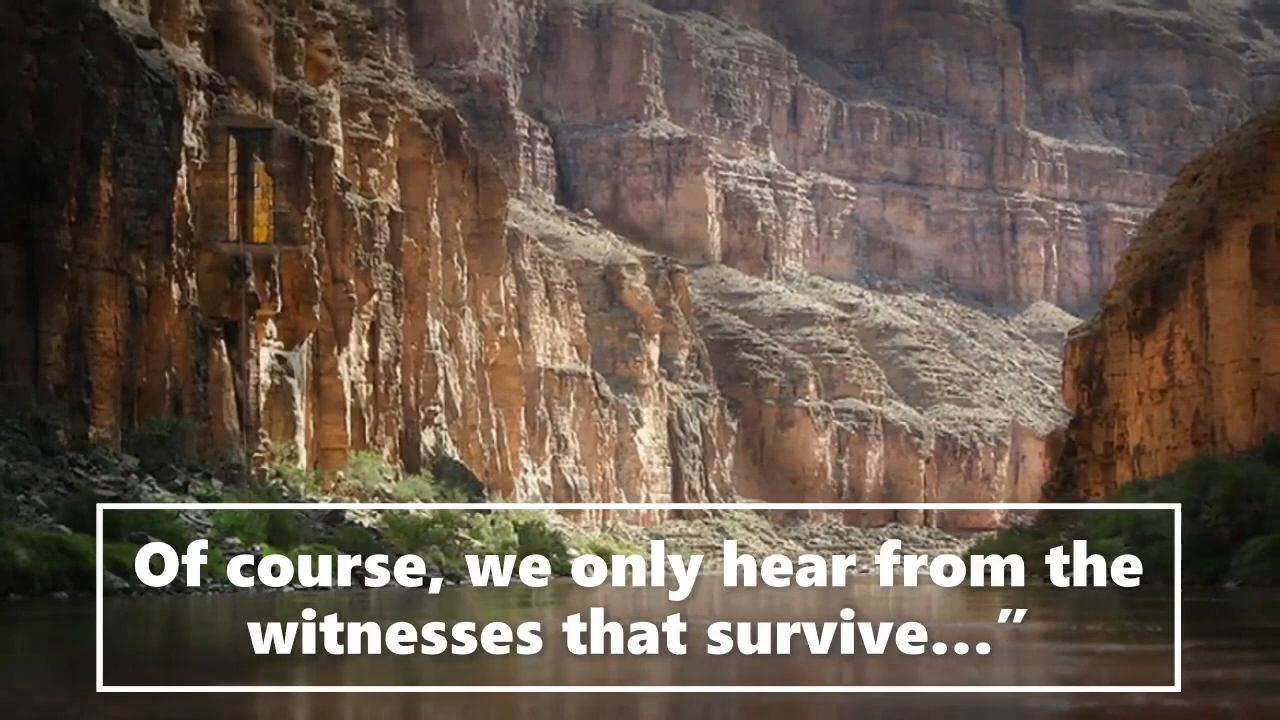 Of course, we only hear from the
witnesses that survive...”